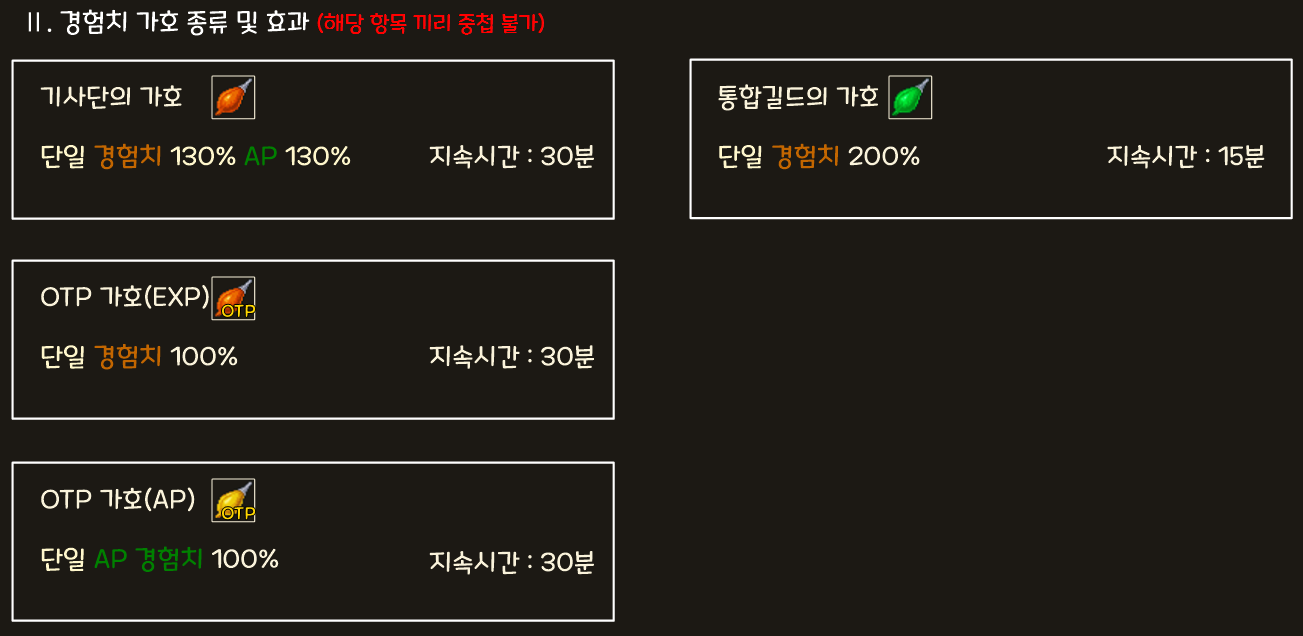 Ⅱ. 경험치 가호 종류 및 효과 (해당 항목 끼리 중첩 불가)
기사단의 가호
단일 경험치 130% AP 130% 지속시간 : 30분
통합길드의 가호
단일 경험치 200% 지속시간 : 15분
OTP 가호(EXP)
OTP
단일 경험치 100% 지속시간 : 30분
OTP 가호(AP)
OTP
단일 AP 경험치 100% 지속시간 : 30분